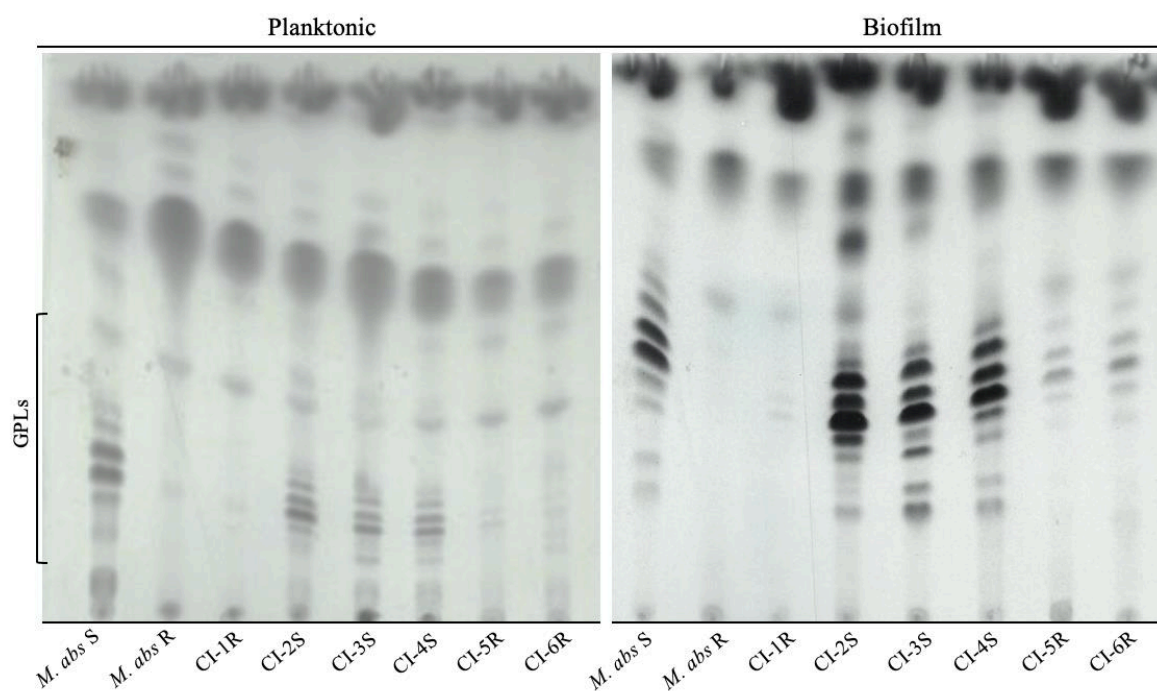 Planktonic
Biofilm
GPLs
M. abs S
M. abs R
CI-1R
CI-2S
CI-3S
CI-4S
CI-5R
CI-6R
M. abs S
M. abs R
CI-1R
CI-2S
CI-3S
CI-4S
CI-5R
CI-6R